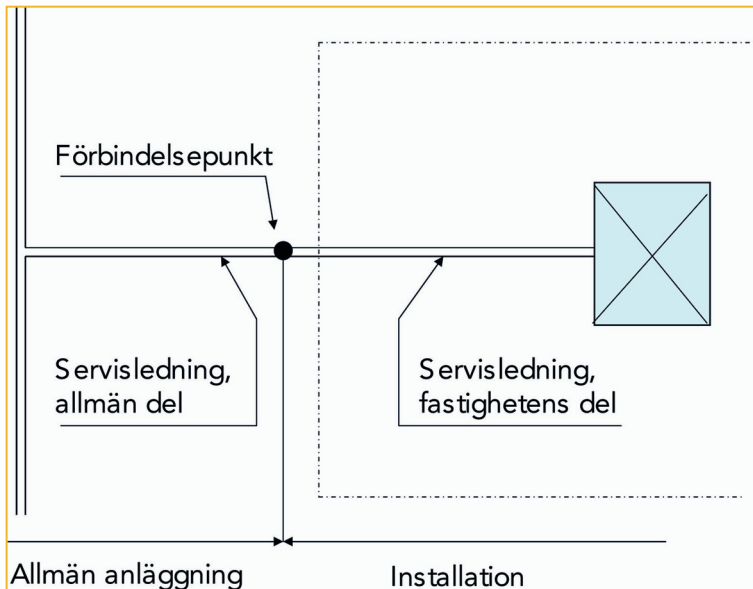 Förbindelsepunkt
Servisledning,
allmän del
Servisledning,
fastighetens del
Allmän anläggning
Installation